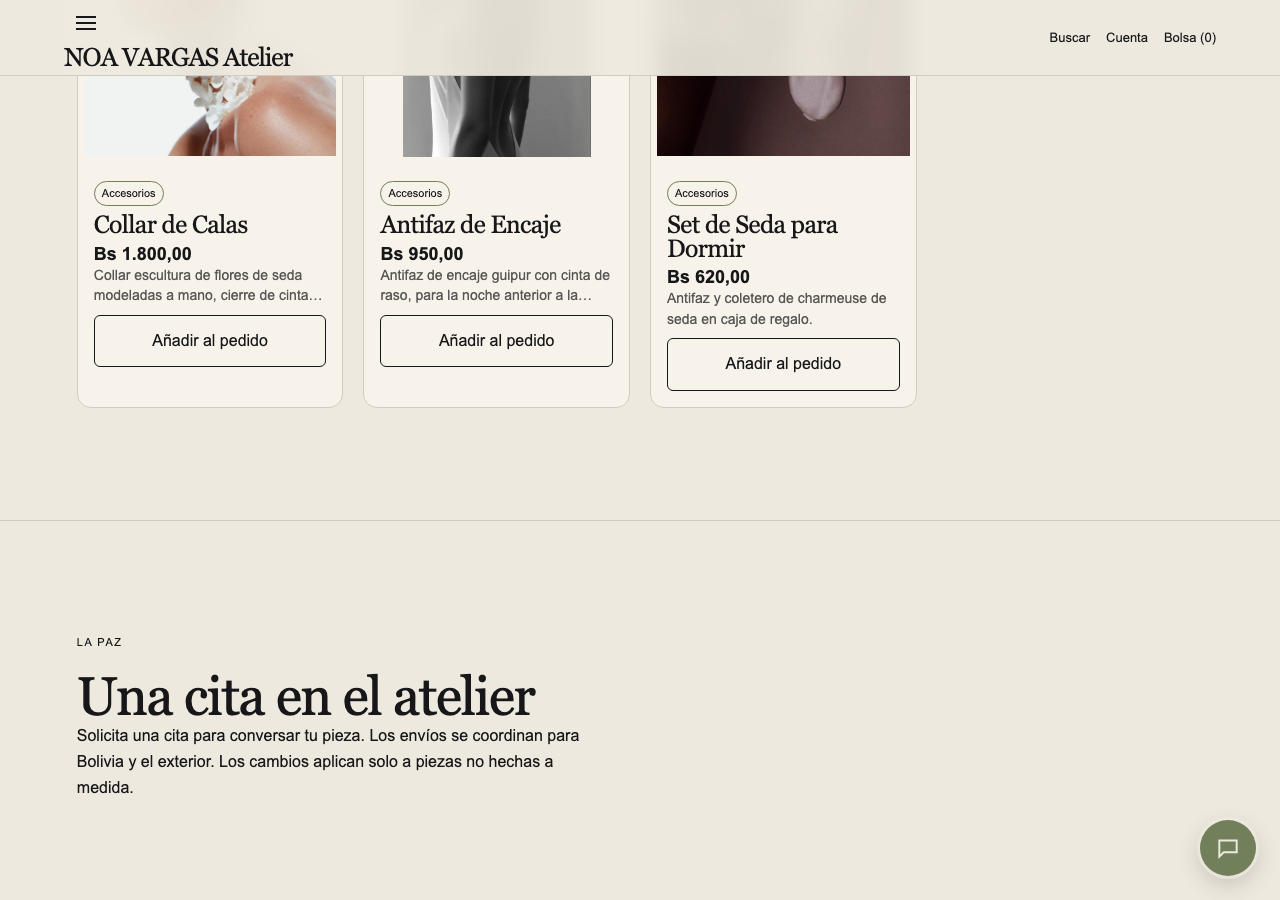 NOA VARGAS Atelier
Buscar
Cuenta
Bolsa (0)
Accesorios
Collar de Calas
Bs 1.800,00
Collar escultura de flores de seda
modeladas a mano, cierre de cinta…
Añadir al pedido
Accesorios
Antifaz de Encaje
Bs 950,00
Antifaz de encaje guipur con cinta de
raso, para la noche anterior a la…
Añadir al pedido
Accesorios
Set de Seda para
Dormir
Bs 620,00
Antifaz y coletero de charmeuse de
seda en caja de regalo.
Añadir al pedido
LA PAZ
Una cita en el atelier
Solicita una cita para conversar tu pieza. Los envíos se coordinan para
Bolivia y el exterior. Los cambios aplican solo a piezas no hechas a
medida.